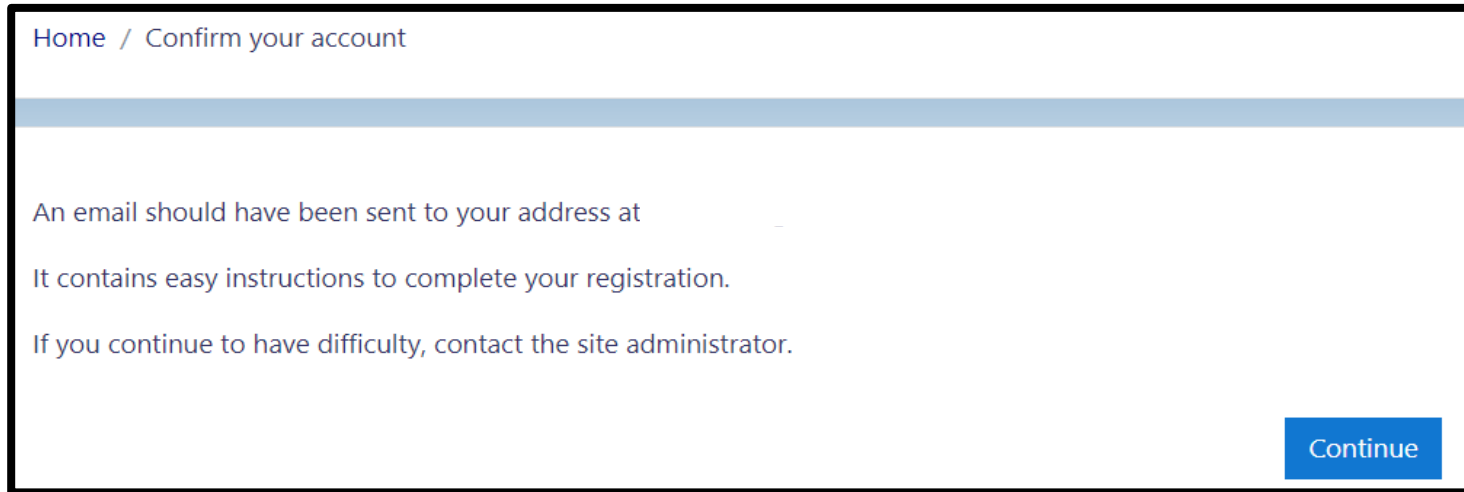 Home / Confirm your account
An email should have been sent to your address at
It contains easy instructions to complete your registration.
If you continue to have difficulty, contact the site administrator.
Continue